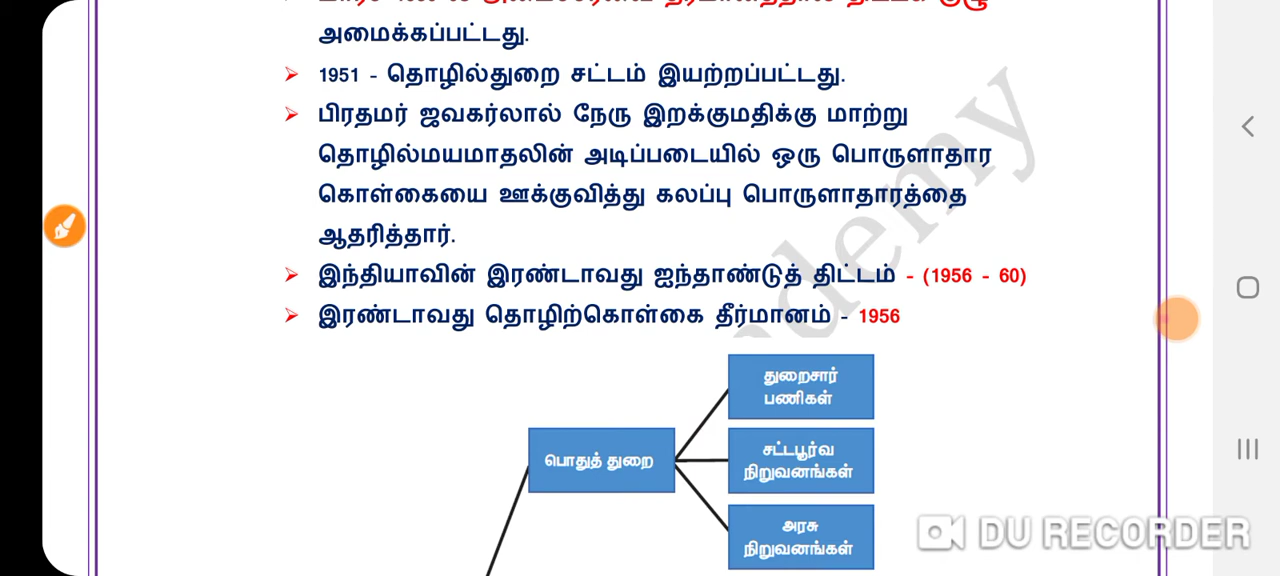 அமைக்கப்பட்டது.
➤ 1951 - தொழில்துறை சட்டம் இயற்றப்பட்டது.
➤ பிரதமர் ஜவகர்லால் நேரு இறக்குமதிக்கு மாற்று
தொழில்மயமாதலின் அடிப்படையில் ஒரு பொருளாதார
கொள்கையை ஊக்குவித்து கலப்பு பொருளாதாரத்தை
ஆதரித்தார்.
➤ இந்தியாவின் இரண்டாவது ஐந்தாண்டுத் திட்டம் - (1956 - 60)
➤ இரண்டாவது தொழிற்கொள்கை தீர்மானம் - 1956
துறைசார்
பணிகள்
பொதுத் துறை
சட்டபூர்வ
நிறுவனங்கள்
அரசு
நிறுவனங்கள்
DU RECORDER